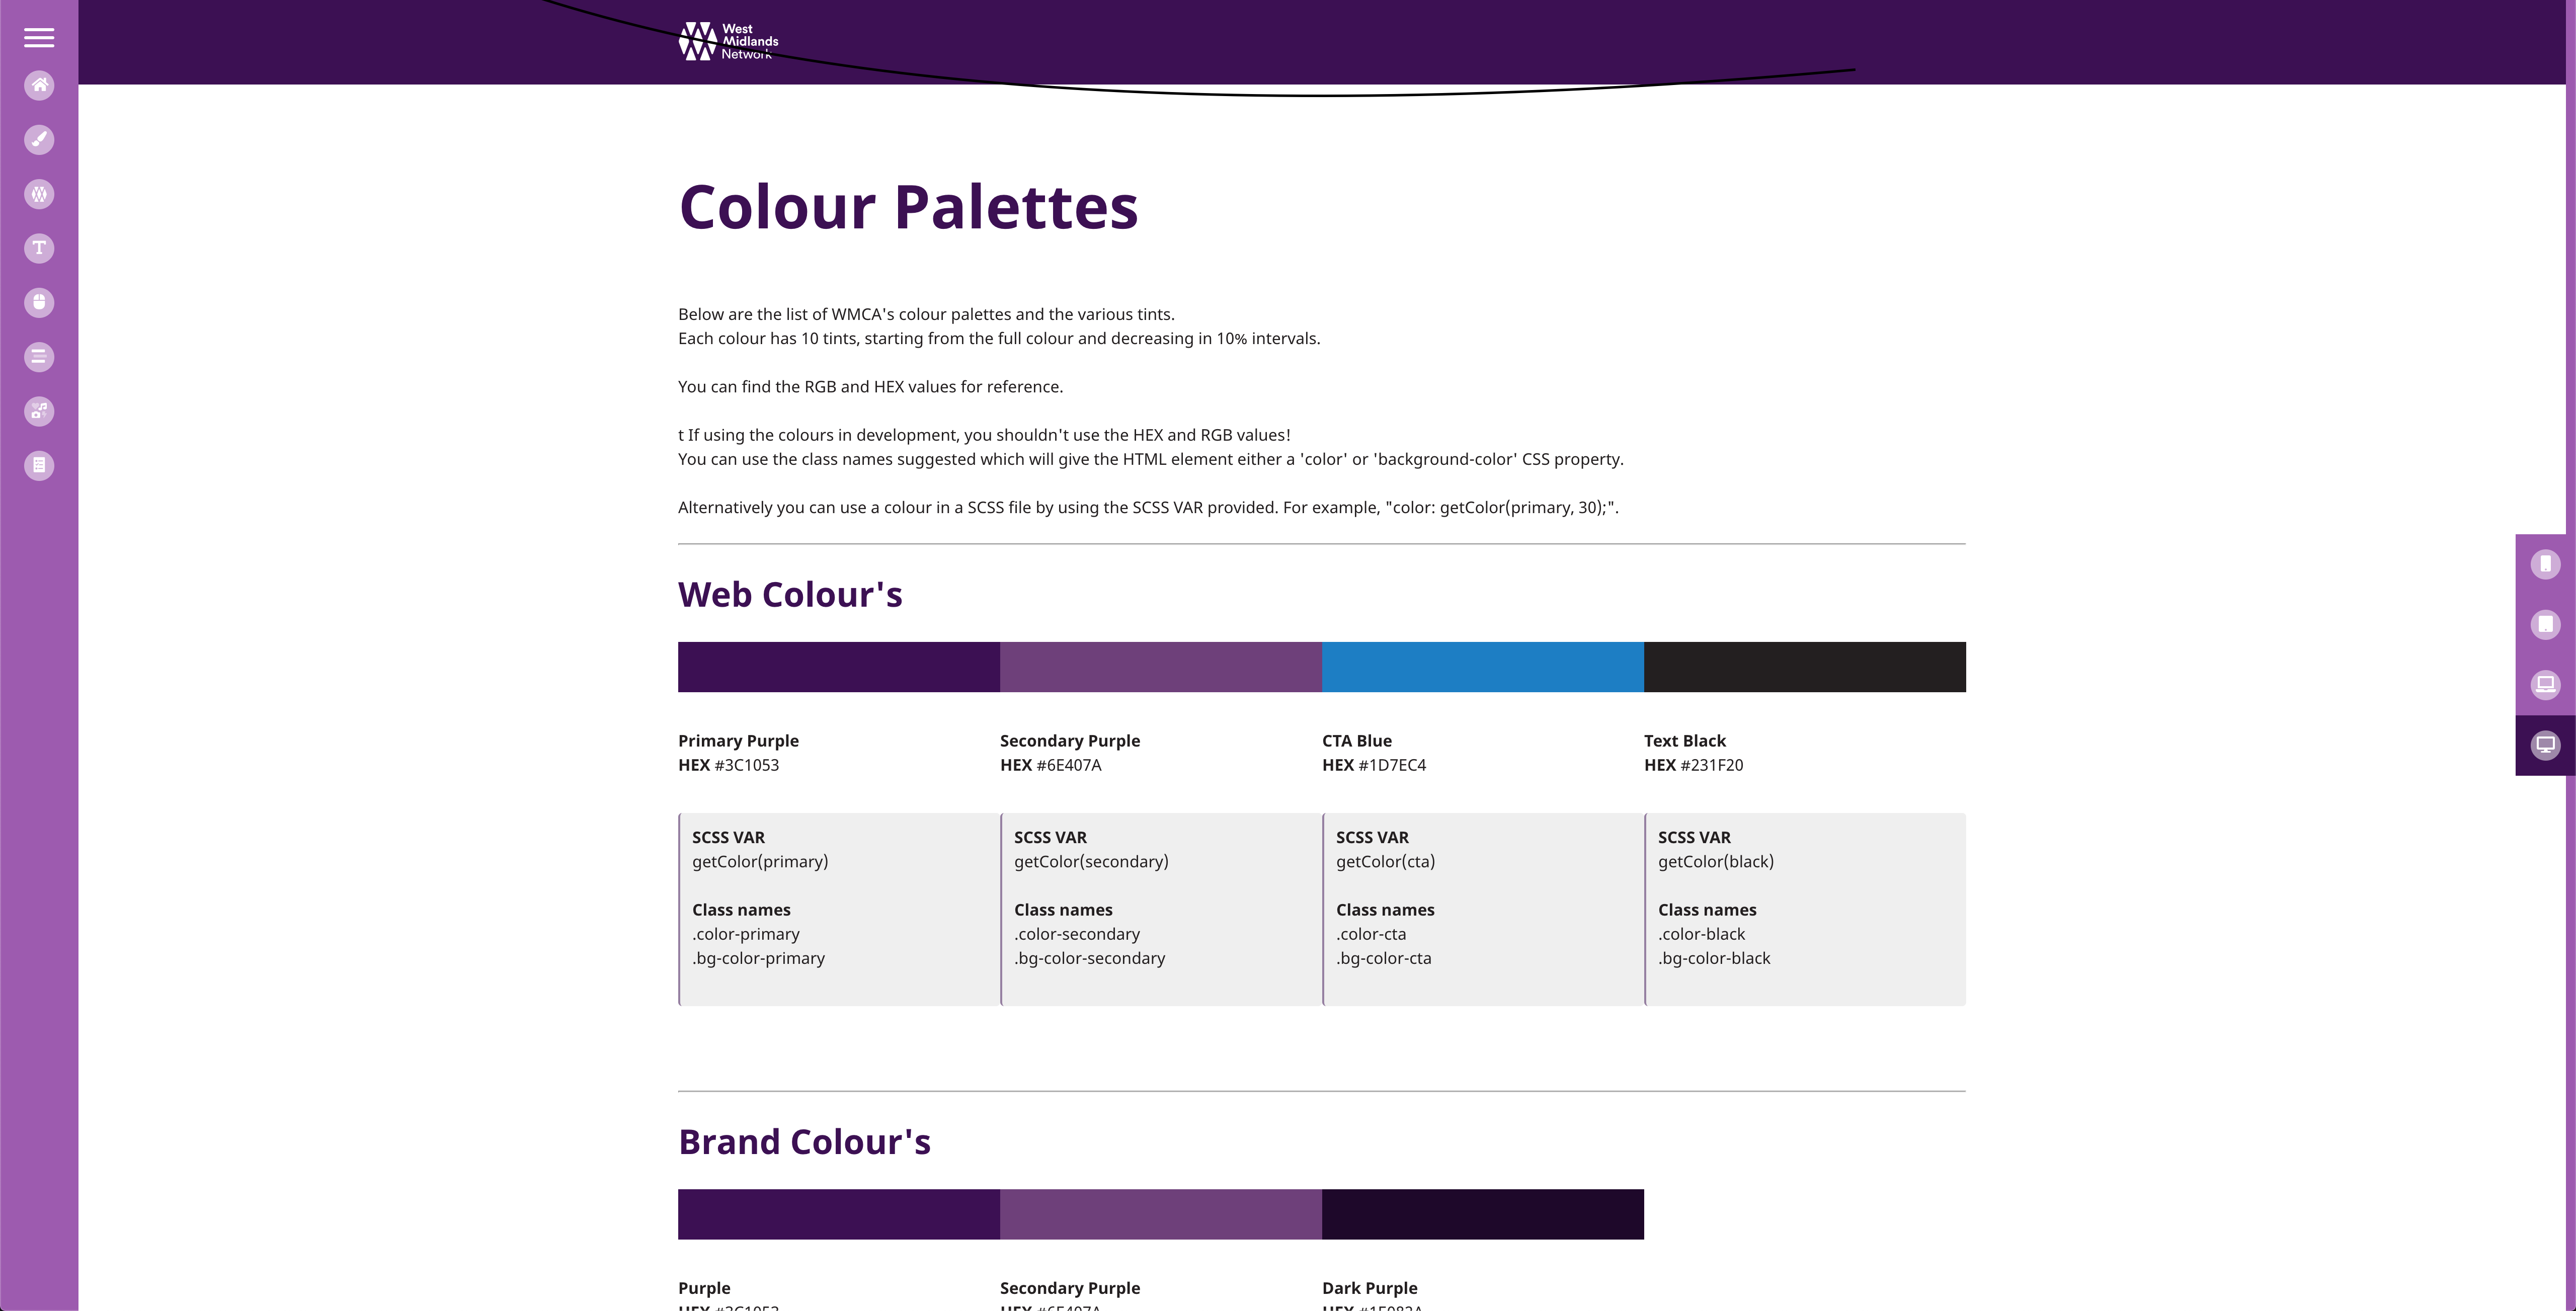 West
Midlands
Network
Colour Palettes
Below are the list of WMCA's colour palettes and the various tints.
Each colour has 10 tints, starting from the full colour and decreasing in 10% intervals.
You can find the RGB and HEX values for reference.
t If using the colours in development, you shouldn't use the HEX and RGB values!
You can use the class names suggested which will give the HTML element either a 'color' or 'background-color' CSS property.
Alternatively you can use a colour in a SCSS file by using the SCSS VAR provided. For example, "color: getColor(primary, 30);".
Web Colour's
Primary Purple
HEX #3C1053
Secondary Purple
HEX #6E407A
CTA Blue
HEX #1D7EC4
Text Black
HEX #231F20
SCSS VAR
getColor(primary)
Class names
.color-primary
.bg-color-primary
SCSS VAR
getColor(secondary)
Class names
.color-secondary
.bg-color-secondary
SCSS VAR
getColor(cta)
Class names
.color-cta
.bg-color-cta
SCSS VAR
getColor(black)
Class names
.color-black
.bg-color-black
Brand Colour's
Purple
HEX #3C1053
Secondary Purple
HEX #6E407A
Dark Purple
HEX